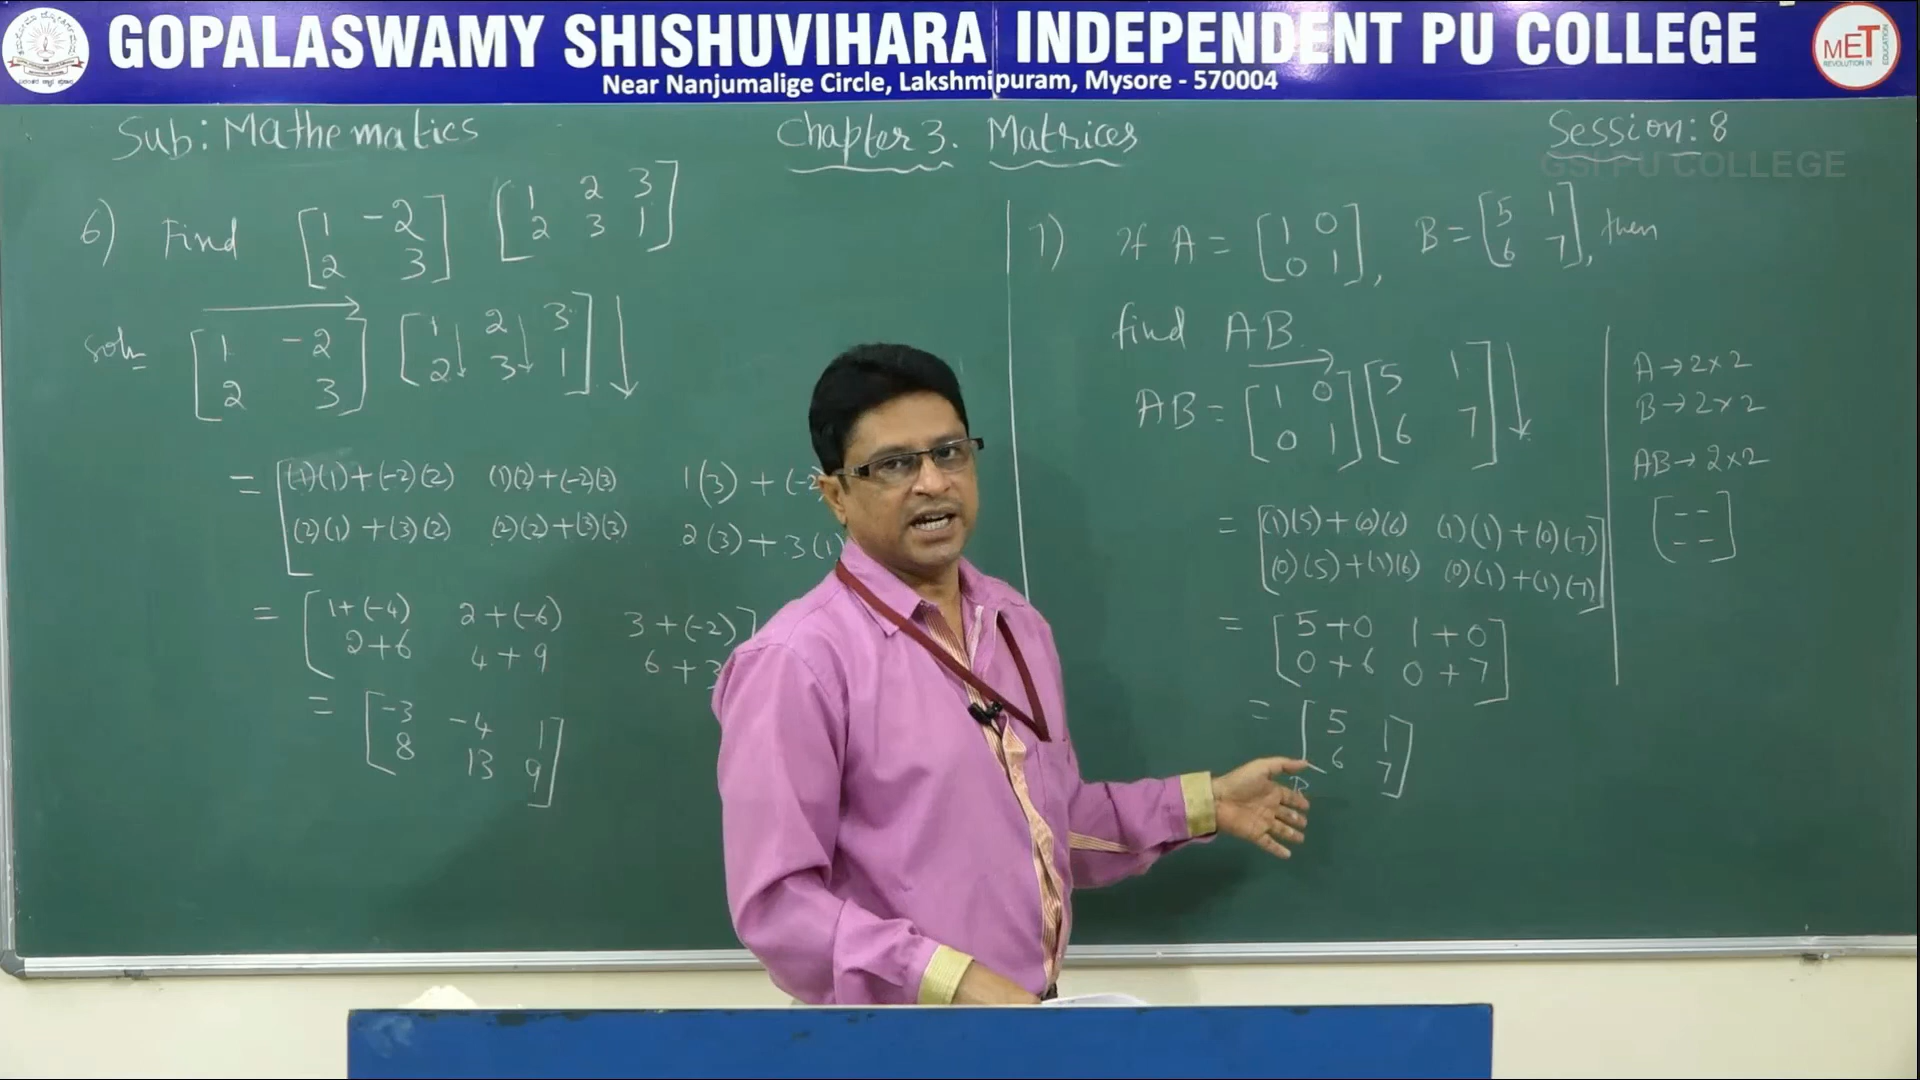 GOPALASWAMY SHISHUVIHARA INDEPENDENT PU COLLEGE
Near Nanjumalige Circle, Lakshmipuram, Mysore - 570004
MET
REVOLUTION IN EDUCATION
Sub: Mathematics
Chapter 3. Matrices
Session: 8
GSI PU COLLEGE
6) Find [1 -2
2 3] [1 2 3
2 3 1]
soln [1 -2
2 3] [1 2 3
2 3 1]
= [(1)(1)+(-2)(2) (1)(2)+(-2)(3) 1(3) + (-2)
(2)(1)+(3)(2) (2)(2)+(3)(3) 2(3)+3(1)
= [1+(-4) 2+(-6) 3+(-2)]
2+6 4+9 6+3
= [-3 -4 1
8 13 9]
7) If A = [1 0
0 1], B = [5 1
6 7], then
find AB.
AB = [1 0
0 1] [5 1
6 7]
= [(1)(5)+(0)(6) (1)(1)+(0)(7)
(0)(5)+(1)(6) (0)(1)+(1)(7)]
= [5+0 1+0
0+6 0+7]
= [5 1
6 7]
A→2×2
B→2×2
AB→2×2
[- -
- -]